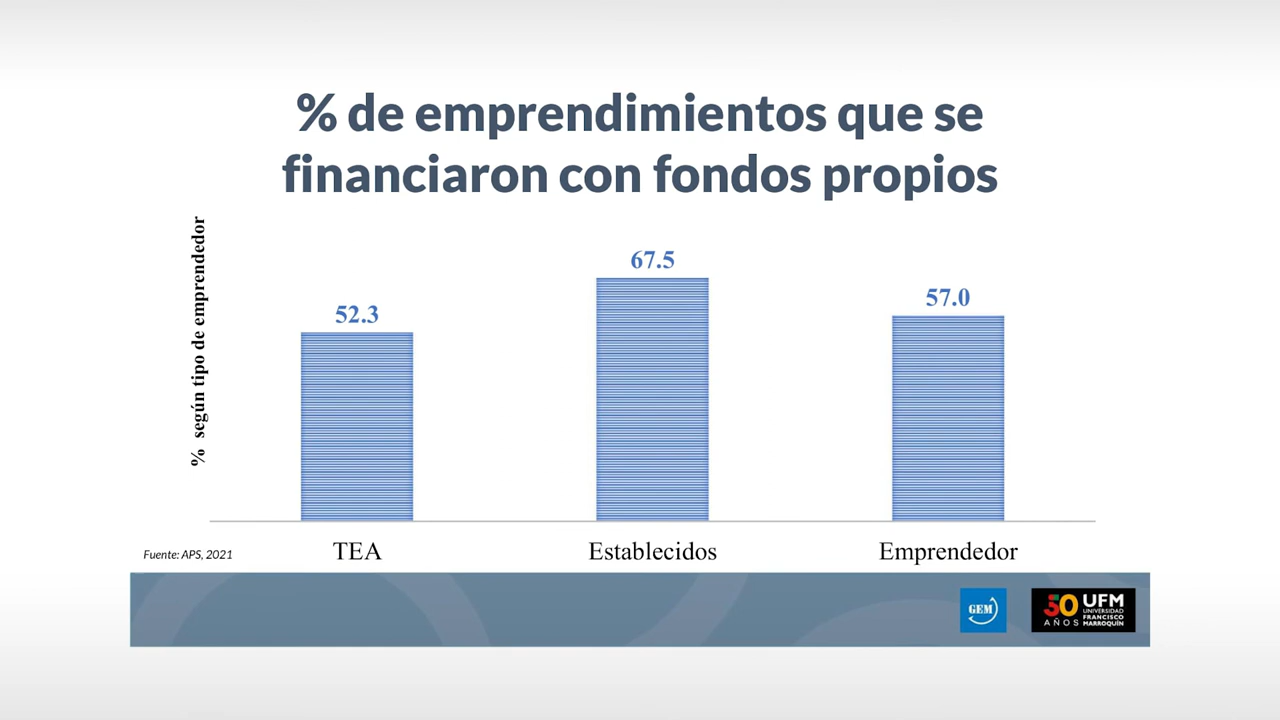 % de emprendimientos que se
financiaron con fondos propios
% según tipo de emprendedor
52.3
67.5
57.0
TEA
Establecidos
Emprendedor
Fuente: APS, 2021
GEM
50 AÑOS
UFM
UNIVERSIDAD
FRANCISCO
MARROQUÍN